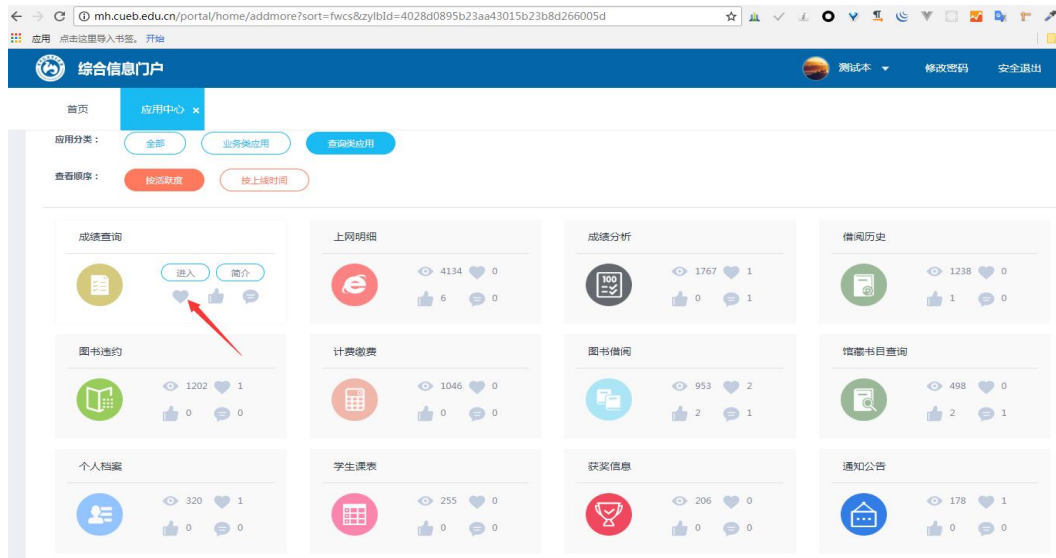 mh.cueb.edu.cn/portal/home/addmore?sort=fwcs&zylbId=4028d0895b23aa43015b23b8d266005d
应用 点击这里导入书签。 开始
综合信息门户 测试本 修改密码 安全退出
首页 应用中心 ×
应用分类： 全部 业务类应用 查询类应用
查看顺序： 按活跃度 按上线时间
成绩查询 上网明细 成绩分析 借阅历史
进入 简介 4134 0 1767 1 1238 0
6 0 0 1 1 0
图书违约 计费缴费 图书借阅 馆藏书目查询
1202 1 1046 0 953 2 498 0
0 0 0 0 2 1 2 1
个人档案 学生课表 获奖信息 通知公告
320 1 255 0 206 0 178 1
0 0 0 0 0 0 0 0